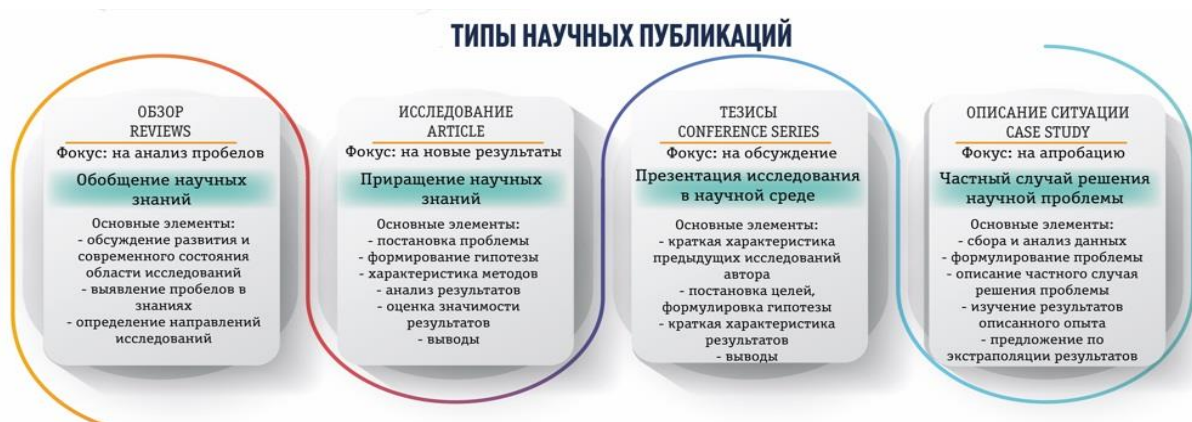 ТИПЫ НАУЧНЫХ ПУБЛИКАЦИЙ
ОБЗОР
REVIEWS
Фокус: на анализ пробелов
Обобщение научных
знаний
Основные элементы:
- обсуждение развития и
современного состояния
области исследований
- выявление пробелов в
знаниях
- определение направлений
исследований
ИССЛЕДОВАНИЕ
ARTICLE
Фокус: на новые результаты
Приращение научных
знаний
Основные элементы:
- постановка проблемы
- формирование гипотезы
- характеристика методов
- анализ результатов
- оценка значимости
результатов
- выводы
ТЕЗИСЫ
CONFERENCE SERIES
Фокус: на обсуждение
Презентация исследования
в научной среде
Основные элементы:
- краткая характеристика
предыдущих исследований
автора
- постановка целей,
формулировка гипотезы
- краткая характеристика
результатов
- выводы
ОПИСАНИЕ СИТУАЦИИ
CASE STUDY
Фокус: на апробацию
Частный случай решения
научной проблемы
Основные элементы:
- сбора и анализ данных
- формулирование проблемы
- описание частного случая
решения проблемы
- изучение результатов
описанного опыта
- предложение по
экстраполяции результатов